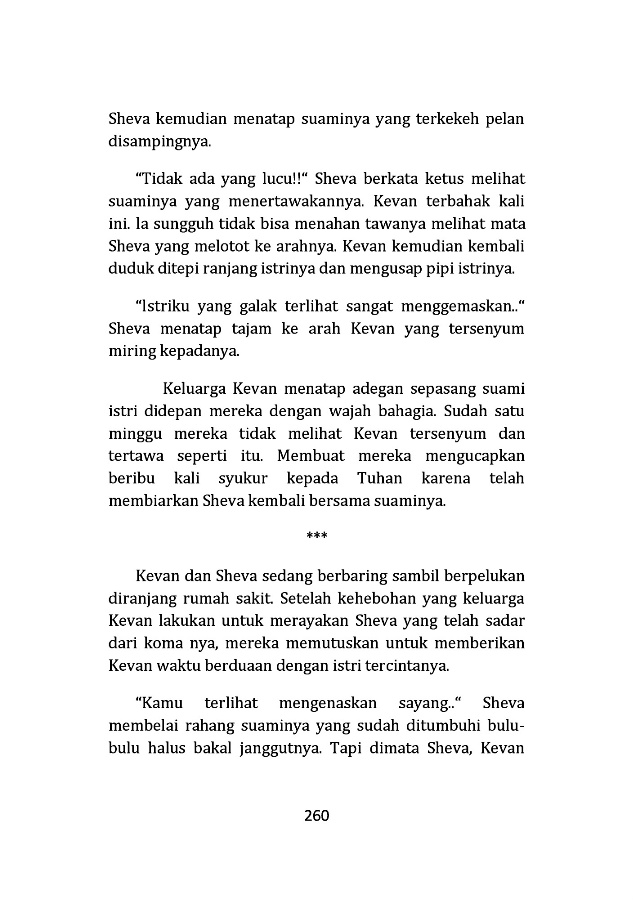 Sheva kemudian menatap suaminya yang terkekeh pelan
disampingnya.
“Tidak ada yang lucu!!“ Sheva berkata ketus melihat
suaminya yang menertawakannya. Kevan terbahak kali
ini. Ia sungguh tidak bisa menahan tawanya melihat mata
Sheva yang melotot ke arahnya. Kevan kemudian kembali
duduk ditepi ranjang istrinya dan mengusap pipi istrinya.
“Istriku yang galak terlihat sangat menggemaskan..“
Sheva menatap tajam ke arah Kevan yang tersenyum
miring kepadanya.
Keluarga Kevan menatap adegan sepasang suami
istri didepan mereka dengan wajah bahagia. Sudah satu
minggu mereka tidak melihat Kevan tersenyum dan
tertawa seperti itu. Membuat mereka mengucapkan
beribu kali syukur kepada Tuhan karena telah
membiarkan Sheva kembali bersama suaminya.
***
Kevan dan Sheva sedang berbaring sambil berpelukan
diranjang rumah sakit. Setelah kehebohan yang keluarga
Kevan lakukan untuk merayakan Sheva yang telah sadar
dari koma nya, mereka memutuskan untuk memberikan
Kevan waktu berduaan dengan istri tercintanya.
“Kamu terlihat mengenaskan sayang..“ Sheva
membelai rahang suaminya yang sudah ditumbuhi bulu-
bulu halus bakal janggutnya. Tapi dimata Sheva, Kevan
260